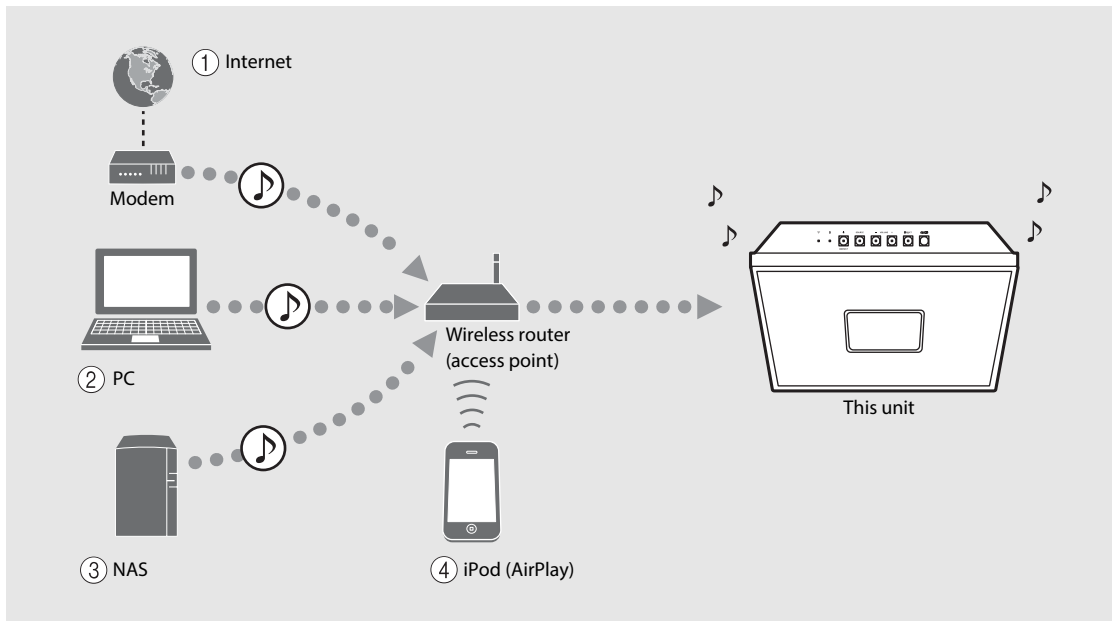 ① Internet
Modem
Wireless router
(access point)
② PC
This unit
③ NAS
④ iPod (AirPlay)